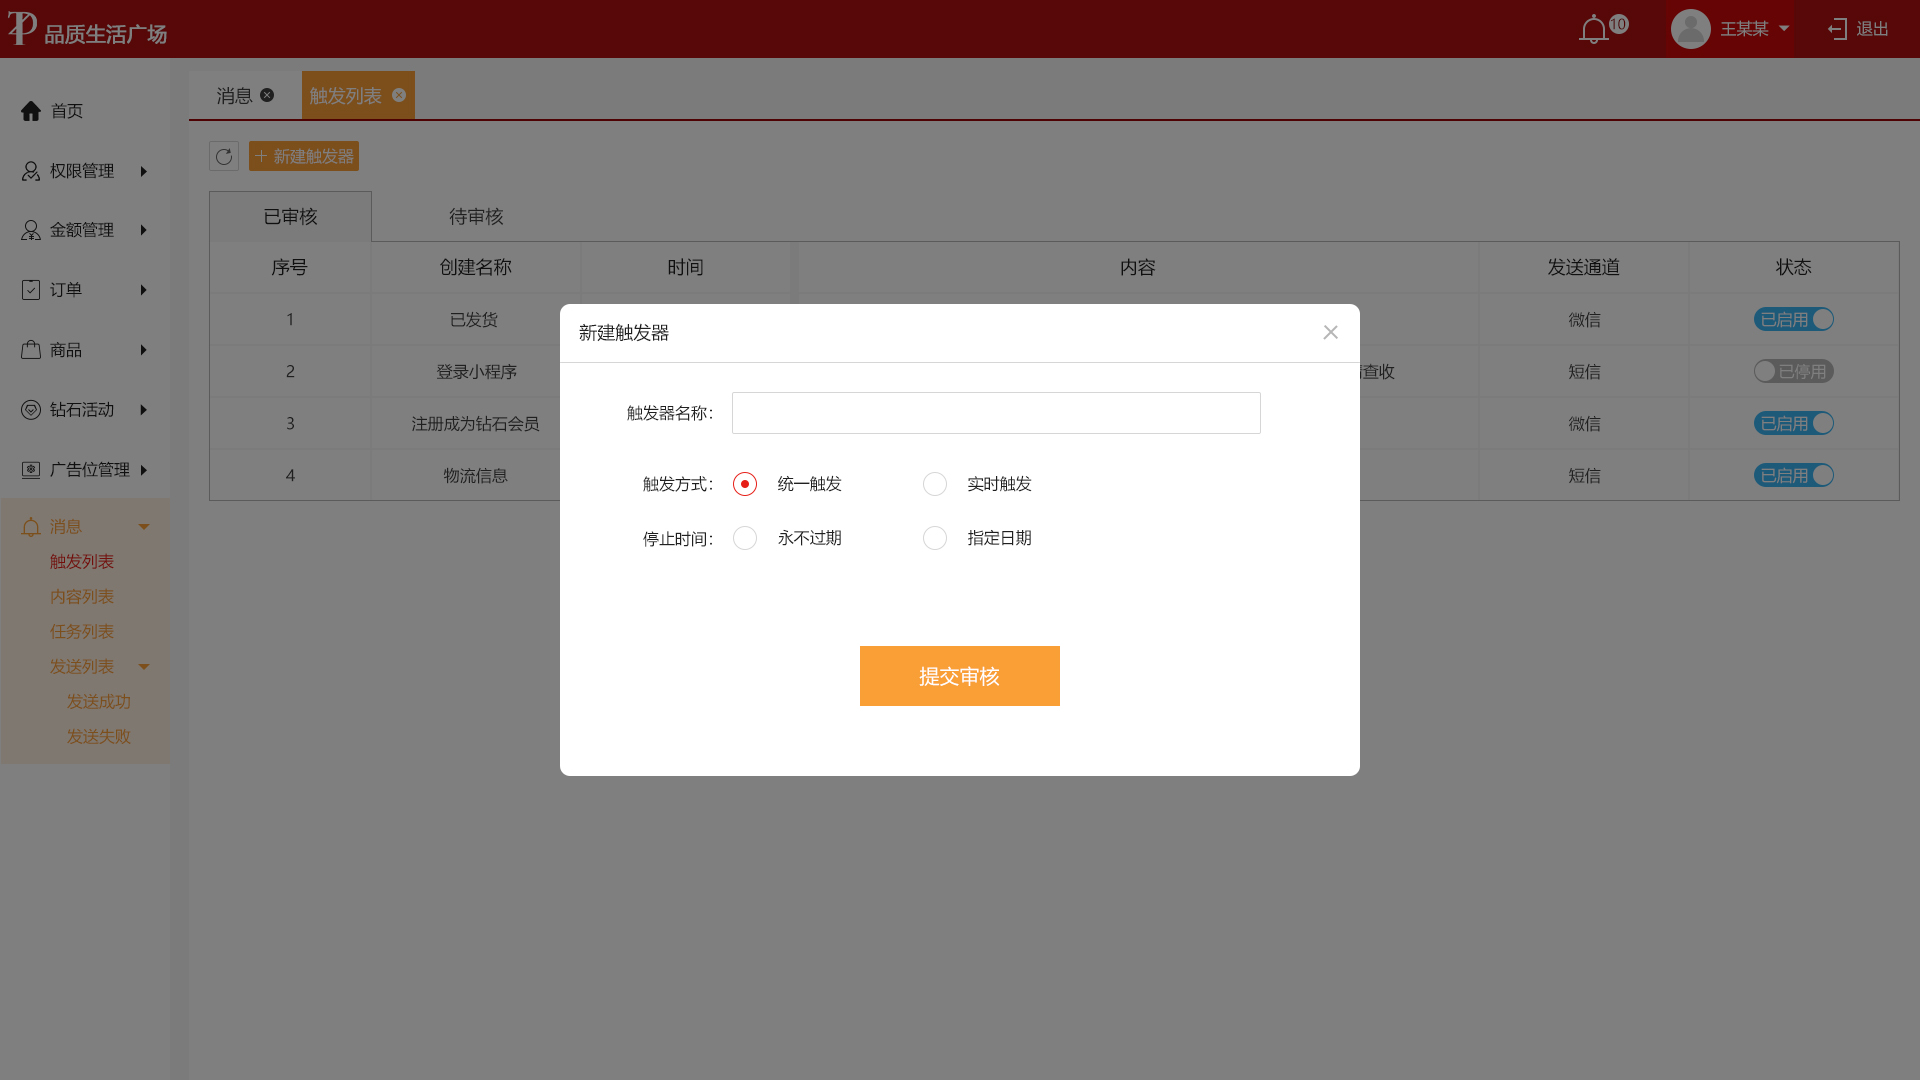 品质生活广场
10
王某某
退出
首页
权限管理
金额管理
订单
商品
钻石活动
广告位管理
消息
触发列表
内容列表
任务列表
发送列表
发送成功
发送失败
消息
触发列表
新建触发器
已审核
待审核
序号 创建名称 时间 内容 发送通道 状态
1 已发货 微信 已启用
2 登录小程序 查收 短信 已停用
3 注册成为钻石会员 微信 已启用
4 物流信息 短信 已启用
新建触发器
触发器名称：
触发方式： 统一触发 实时触发
停止时间： 永不过期 指定日期
提交审核